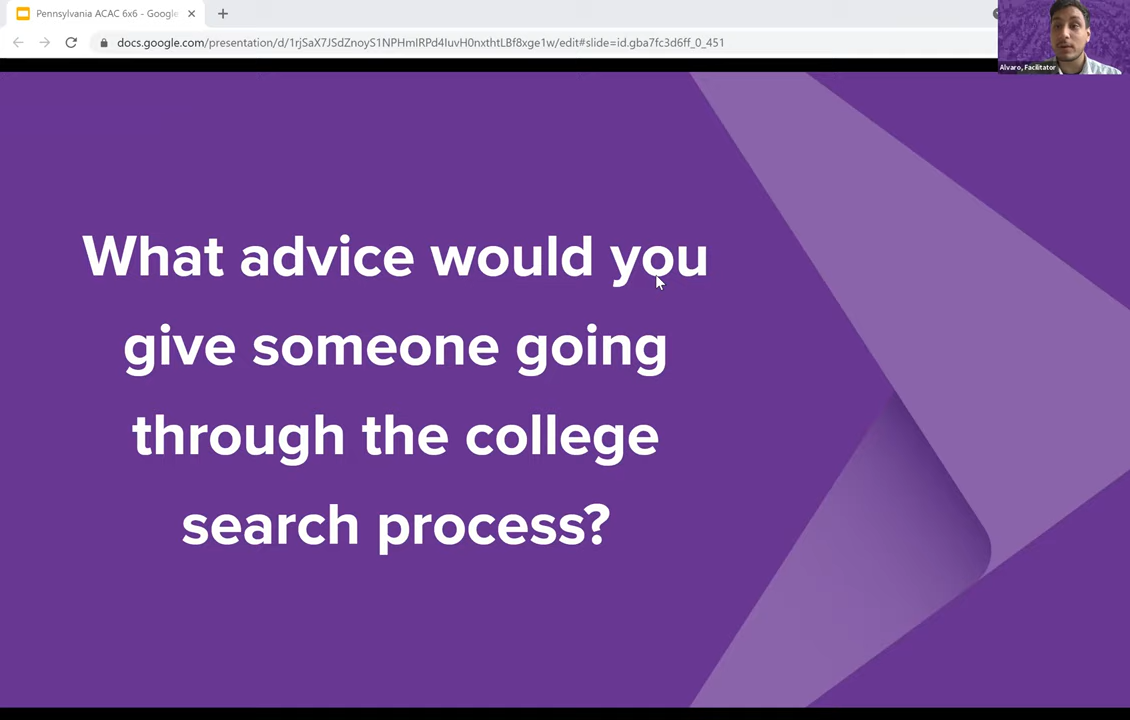 Pennsylvania ACAC 6x6 - Google
docs.google.com/presentation/d/1rjSaX7JSdZnoyS1NPHmIRPd4IuvH0nxthtLBf8xge1w/edit#slide=id.gba7fc3d6ff_0_451
Alvaro, Facilitator
What advice would you
give someone going
through the college
search process?